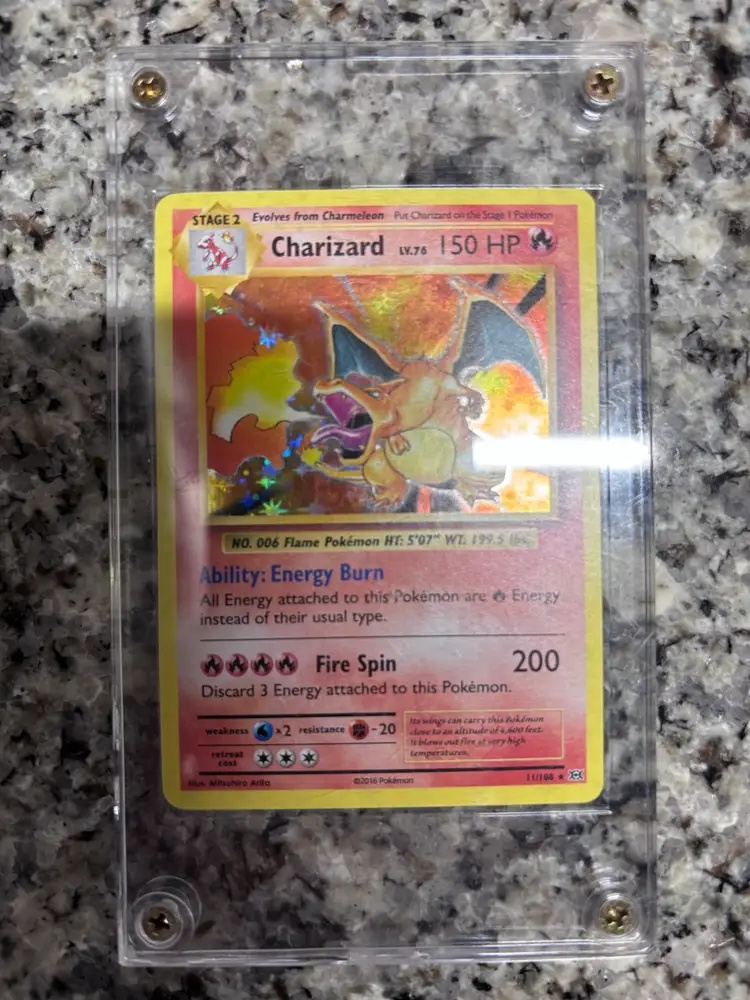 STAGE 2 Evolves from Charmeleon Put Charizard on the Stage 1 Pokémon
Charizard LV.76 150 HP
NO. 006 Flame Pokémon HT: 5'07" WT: 199.5 lbs.
Ability: Energy Burn
All Energy attached to this Pokémon are Energy
instead of their usual type.
Fire Spin 200
Discard 3 Energy attached to this Pokémon.
weakness ×2 resistance -20
retreat
cost
Its wings can carry this Pokémon
close to an altitude of 4,600 feet.
It blows out fire at very high
temperatures.
Illus. Mitsuhiro Arita ©2016 Pokémon 11/108 ★